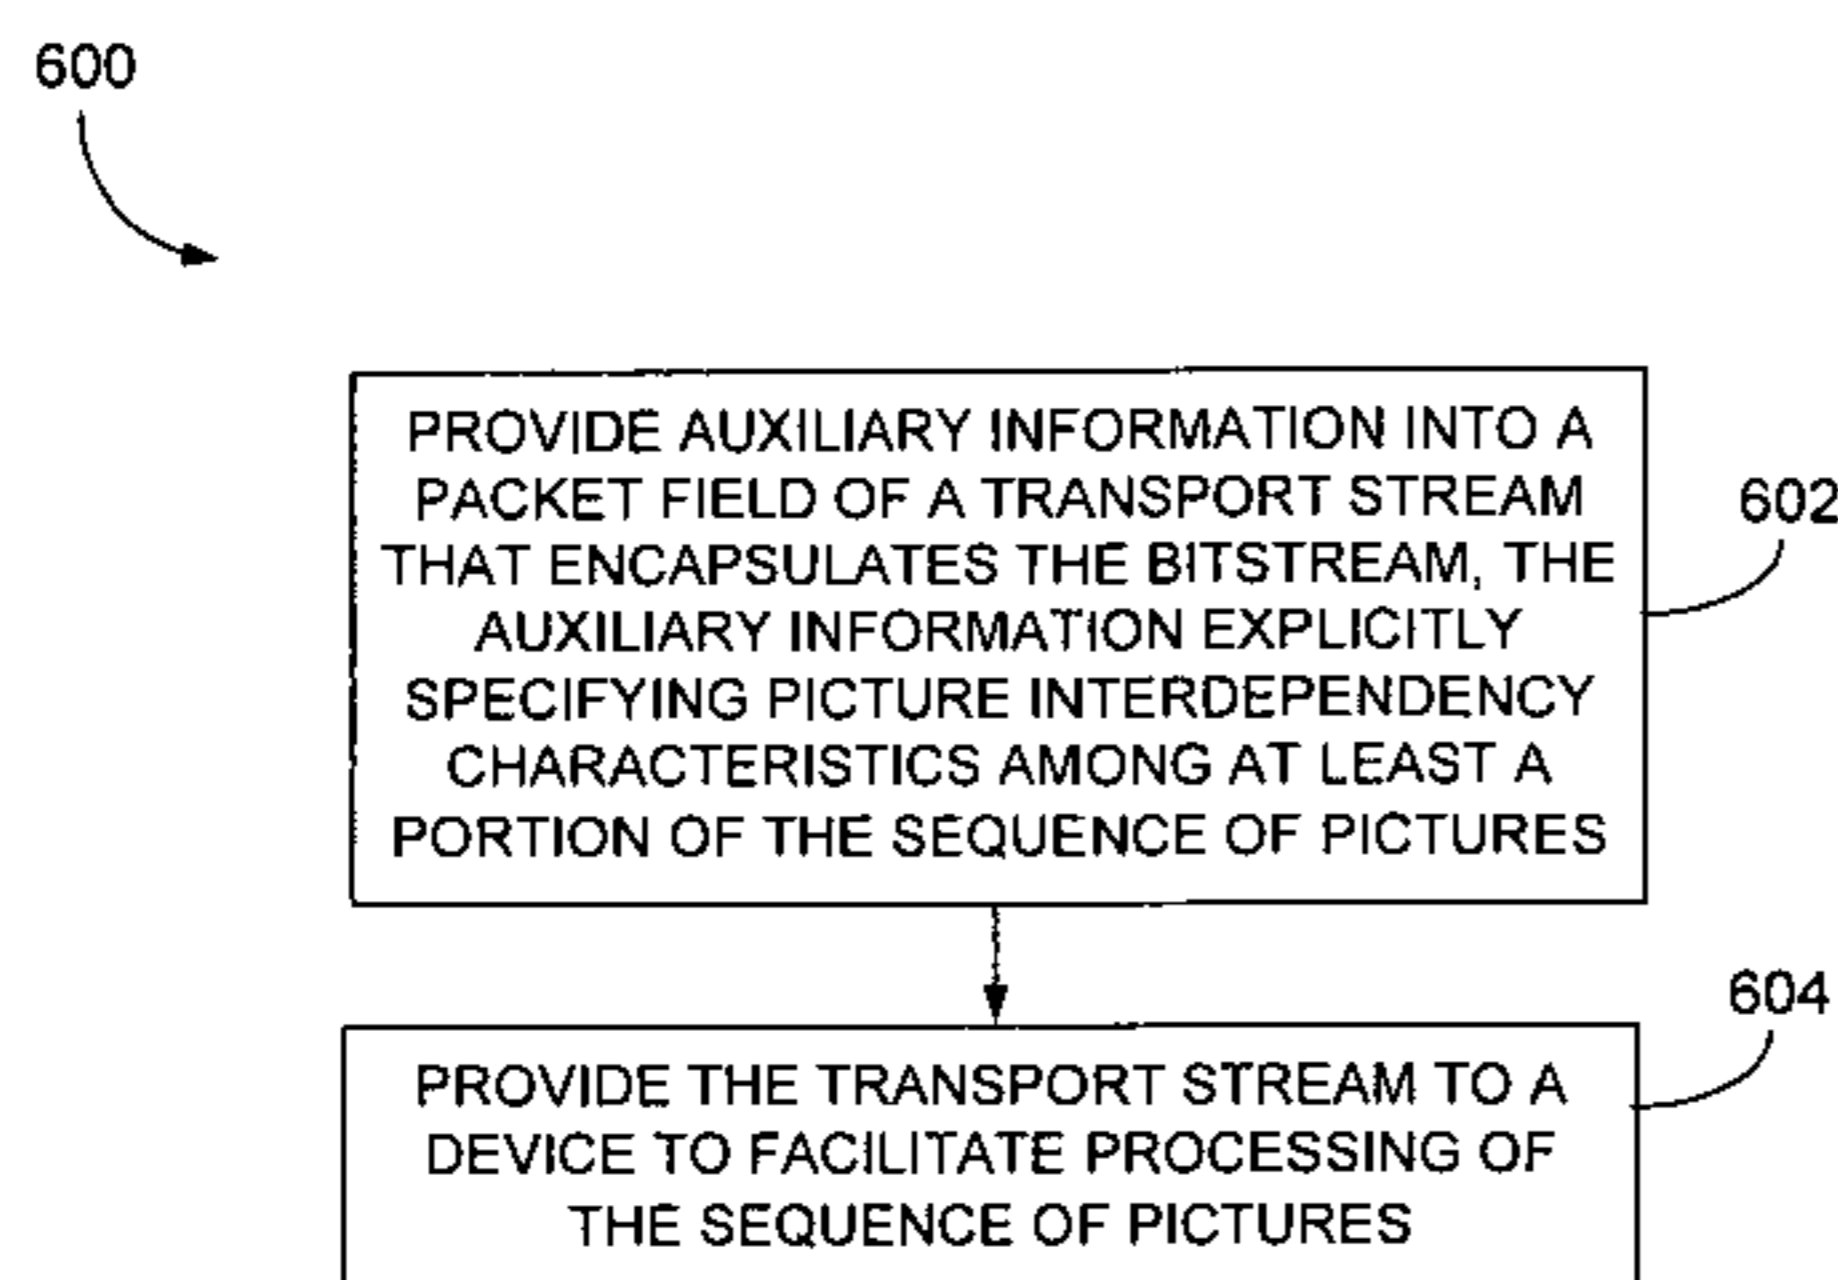 600
PROVIDE AUXILIARY INFORMATION INTO A
PACKET FIELD OF A TRANSPORT STREAM
THAT ENCAPSULATES THE BITSTREAM, THE
AUXILIARY INFORMATION EXPLICITLY
SPECIFYING PICTURE INTERDEPENDENCY
CHARACTERISTICS AMONG AT LEAST A
PORTION OF THE SEQUENCE OF PICTURES
602
604
PROVIDE THE TRANSPORT STREAM TO A
DEVICE TO FACILITATE PROCESSING OF
THE SEQUENCE OF PICTURES